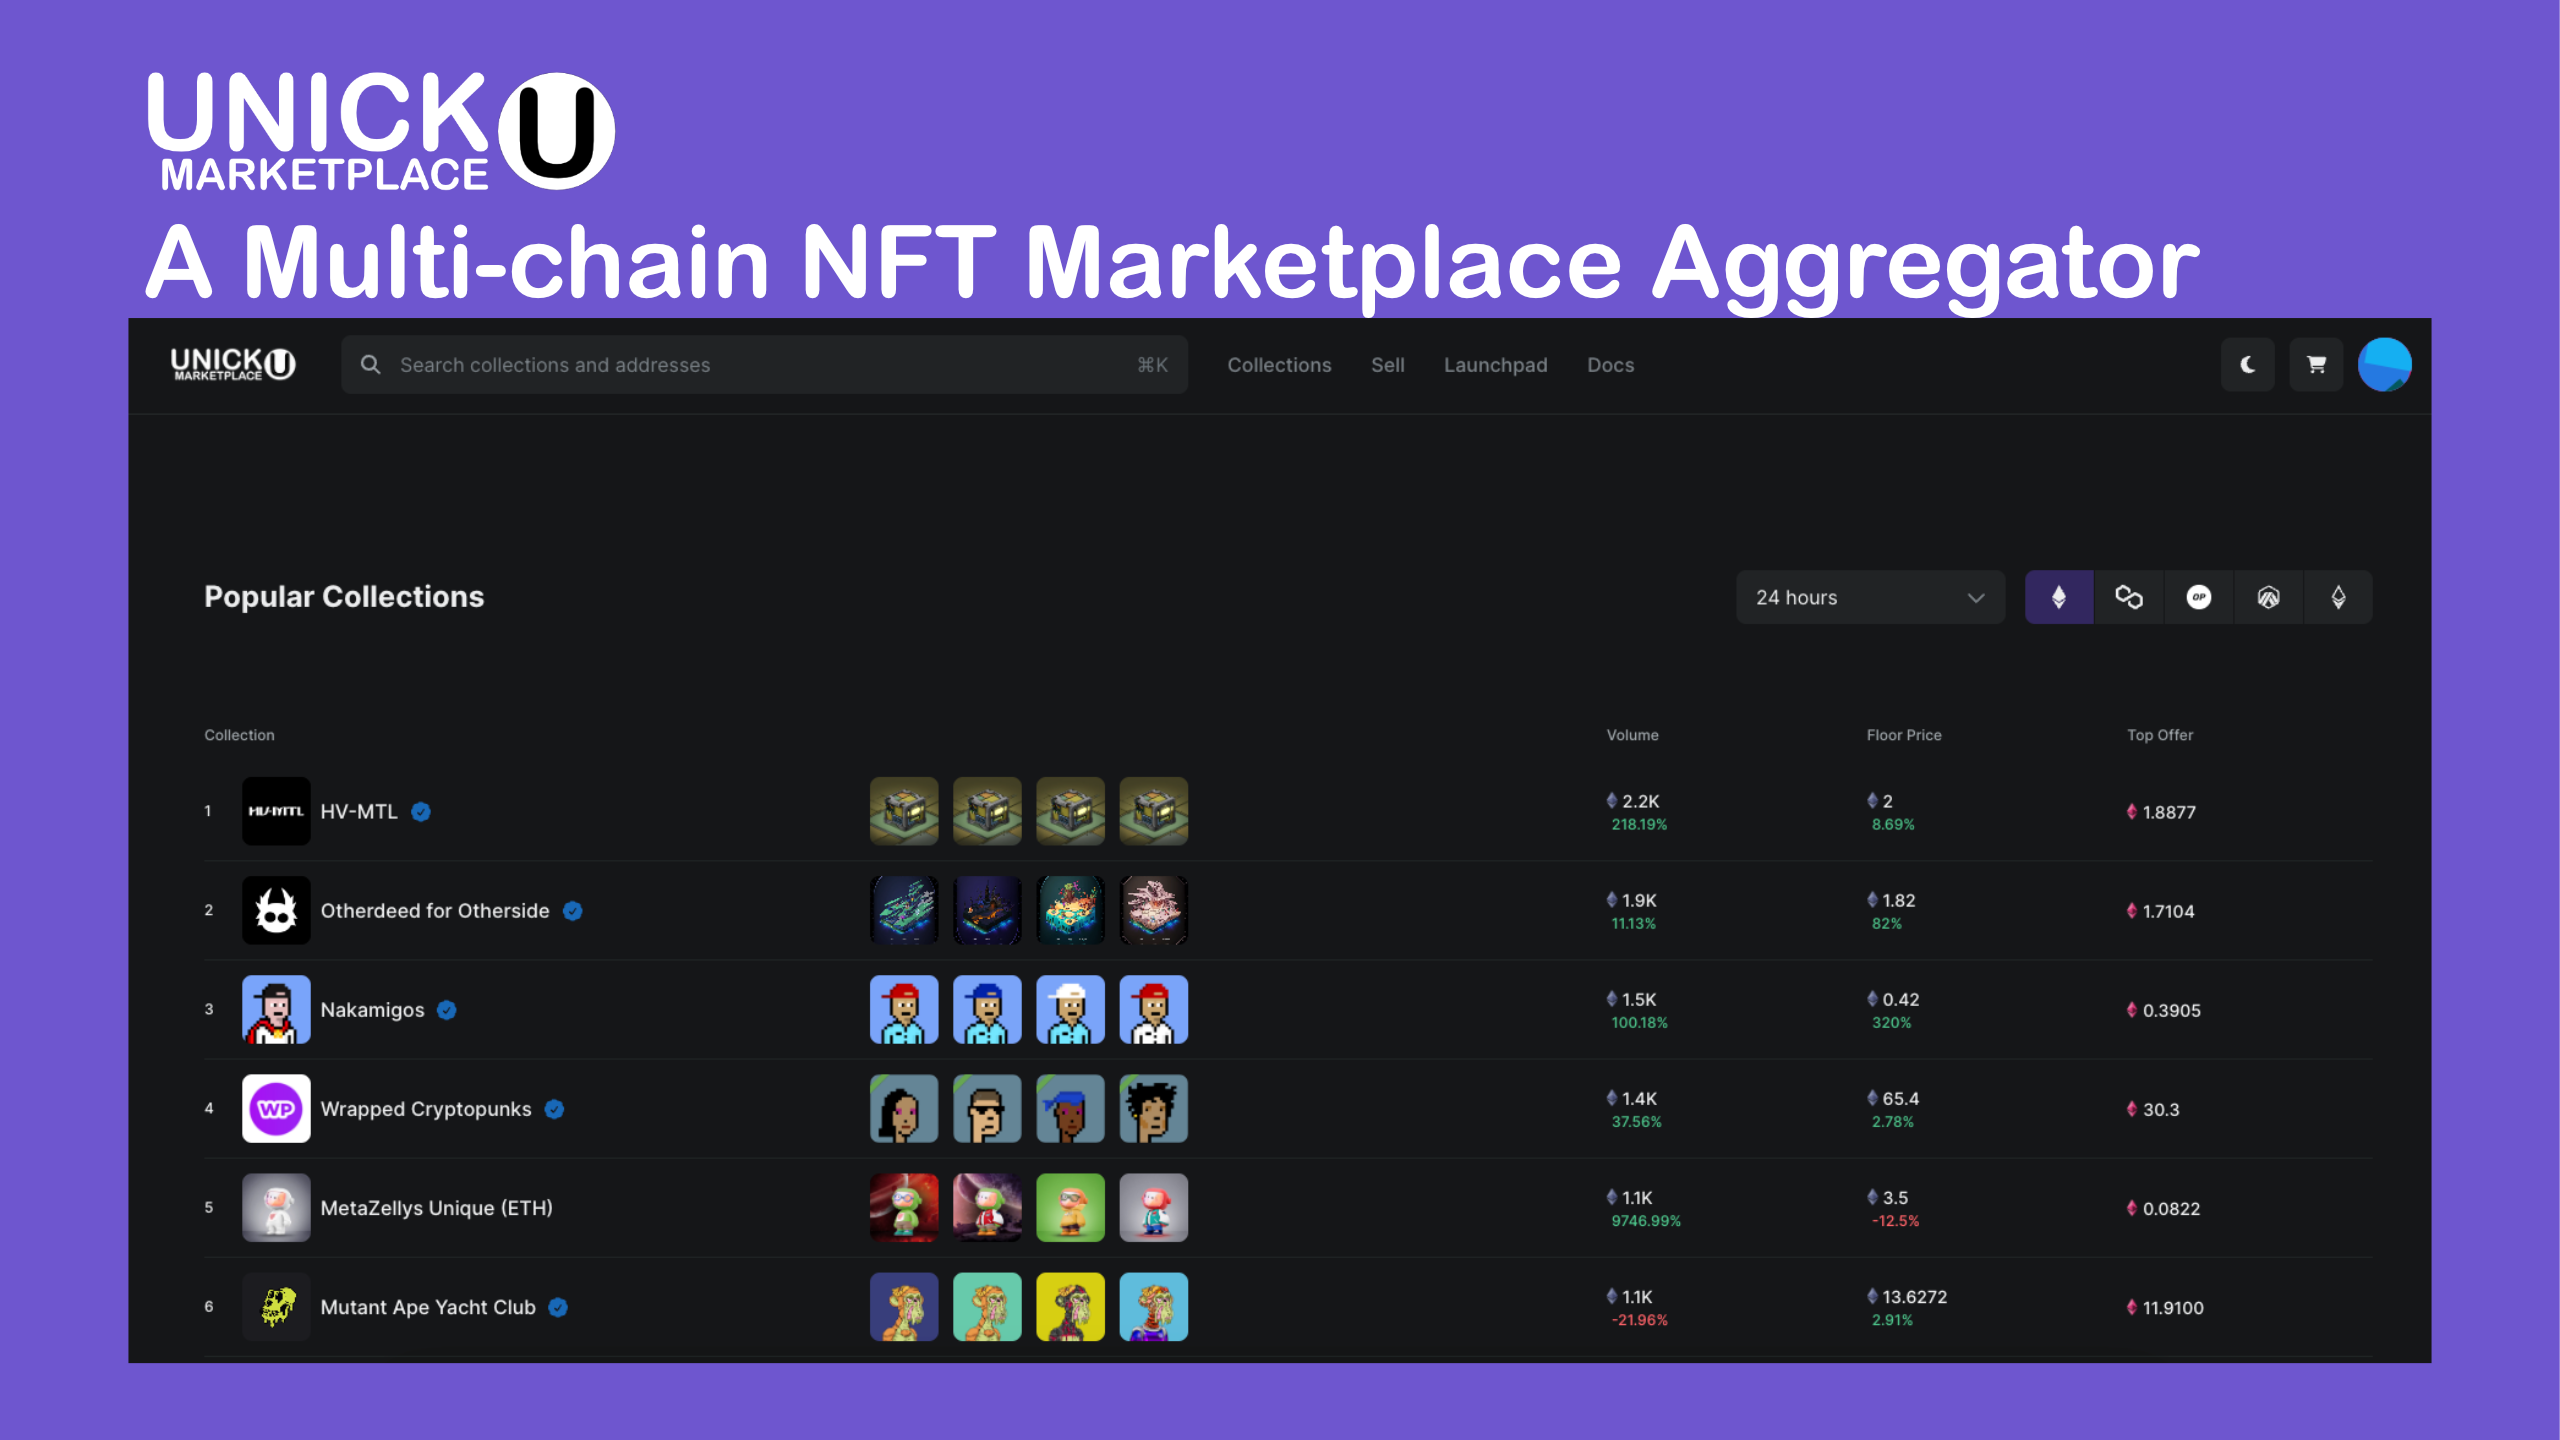 UNICK U
MARKETPLACE
A Multi-chain NFT Marketplace Aggregator
UNICK U
MARKETPLACE
Search collections and addresses ⌘K
Collections Sell Launchpad Docs
Popular Collections
24 hours
OP
Collection Volume Floor Price Top Offer
1 HV-MTL HV-MTL 2.2K 2 1.8877
218.19% 8.69%
2 Otherdeed for Otherside 1.9K 1.82 1.7104
11.13% 82%
3 Nakamigos 1.5K 0.42 0.3905
100.18% 320%
4 WP Wrapped Cryptopunks 1.4K 65.4 30.3
37.56% 2.78%
5 MetaZellys Unique (ETH) 1.1K 3.5 0.0822
9746.99% -12.5%
6 Mutant Ape Yacht Club 1.1K 13.6272 11.9100
-21.96% 2.91%